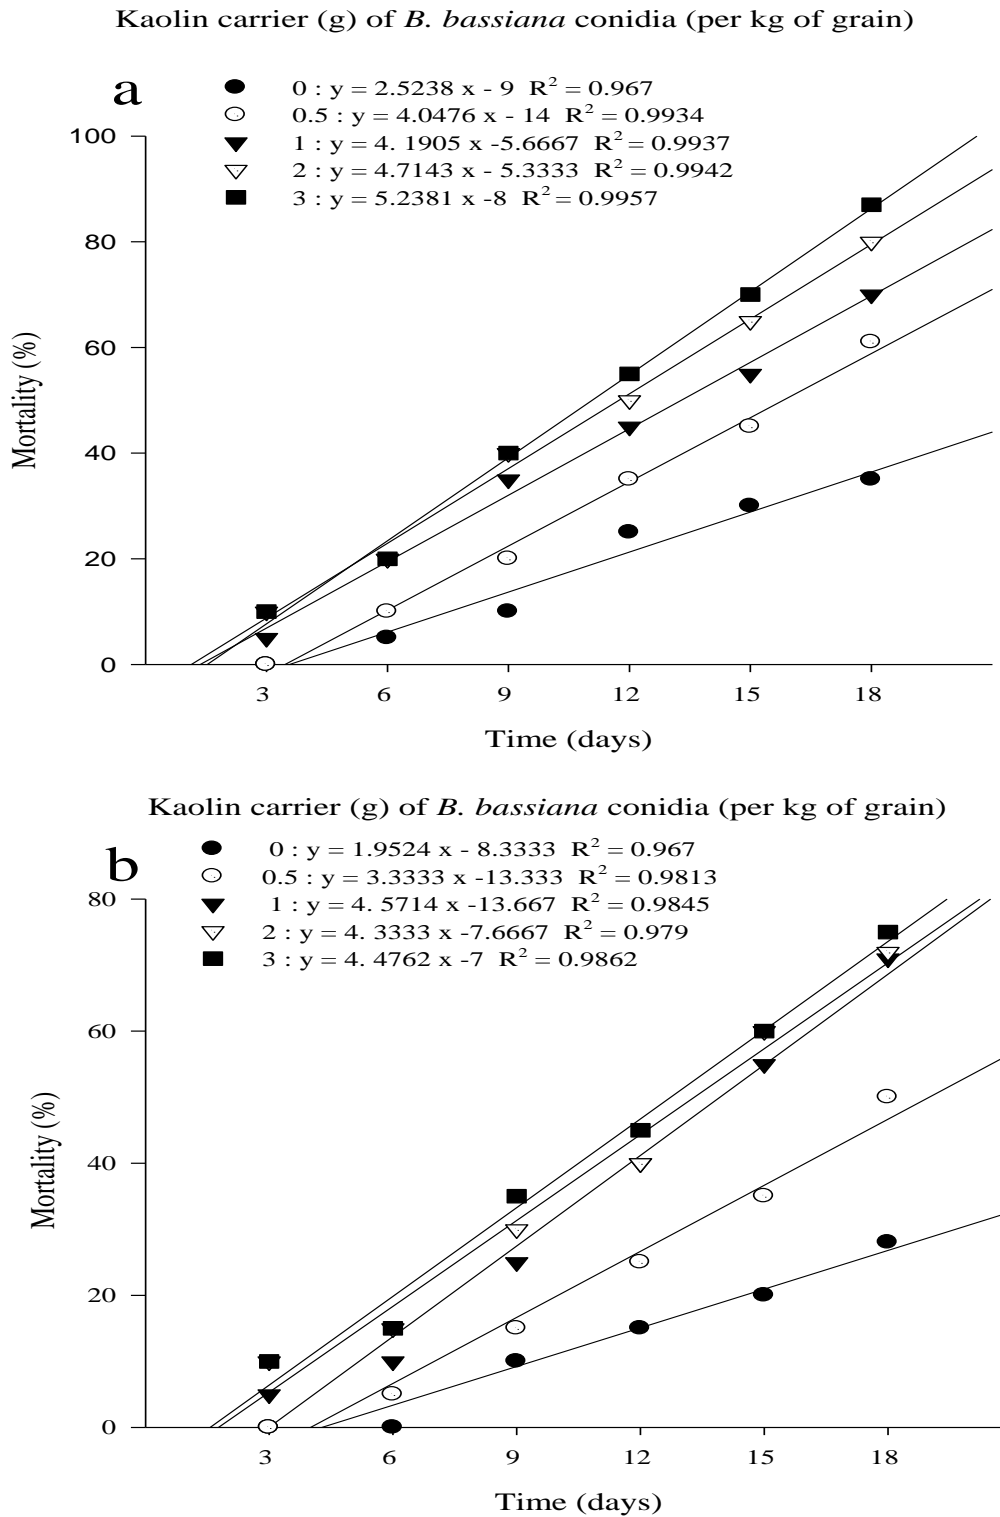 Kaolin carrier (g) of B. bassiana conidia (per kg of grain)
a
0 : y = 2.5238 x - 9 R² = 0.967
0.5 : y = 4.0476 x - 14 R² = 0.9934
1 : y = 4. 1905 x -5.6667 R² = 0.9937
2 : y = 4.7143 x - 5.3333 R² = 0.9942
3 : y = 5.2381 x -8 R² = 0.9957
100
80
60
40
20
0
Mortality (%)
3 6 9 12 15 18
Time (days)
Kaolin carrier (g) of B. bassiana conidia (per kg of grain)
b
0 : y = 1.9524 x - 8.3333 R² = 0.967
0.5 : y = 3.3333 x -13.333 R² = 0.9813
1 : y = 4. 5714 x -13.667 R² = 0.9845
2 : y = 4. 3333 x -7.6667 R² = 0.979
3 : y = 4. 4762 x -7 R² = 0.9862
80
60
40
20
0
Mortality (%)
3 6 9 12 15 18
Time (days)